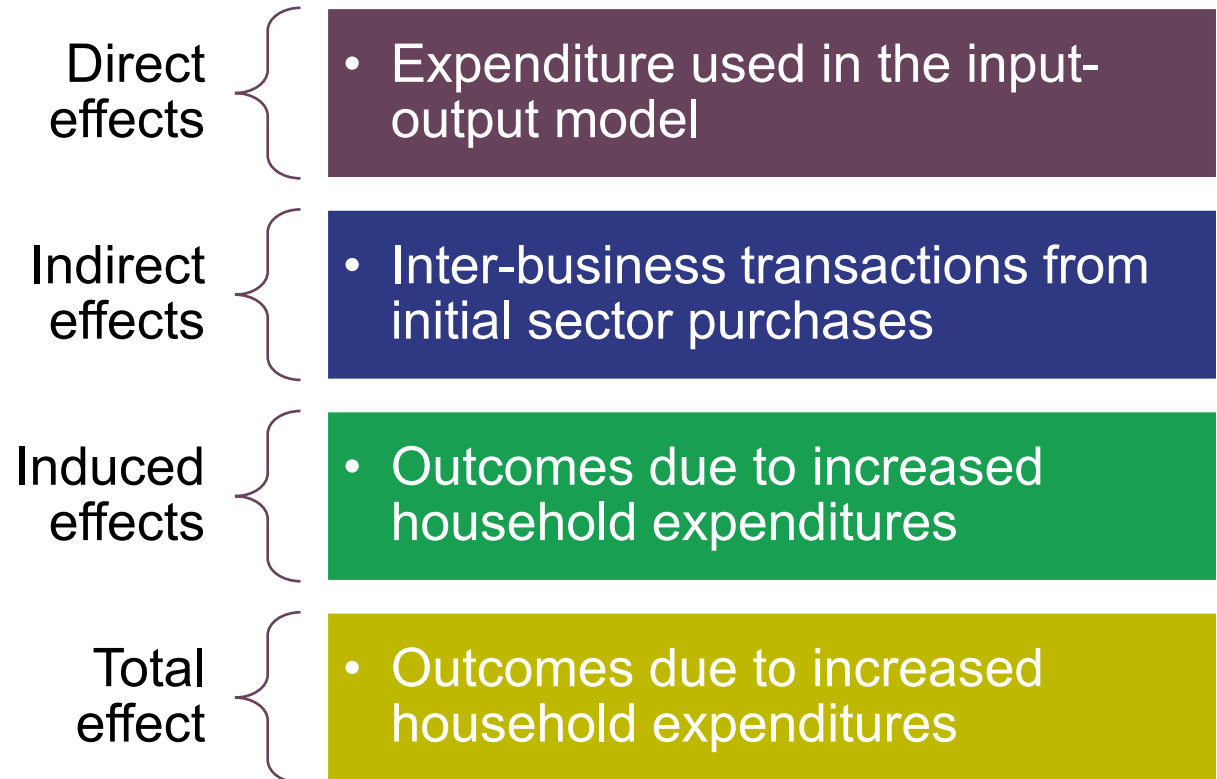 Direct
effects
• Expenditure used in the input-
output model
Indirect
effects
• Inter-business transactions from
initial sector purchases
Induced
effects
• Outcomes due to increased
household expenditures
Total
effect
• Outcomes due to increased
household expenditures